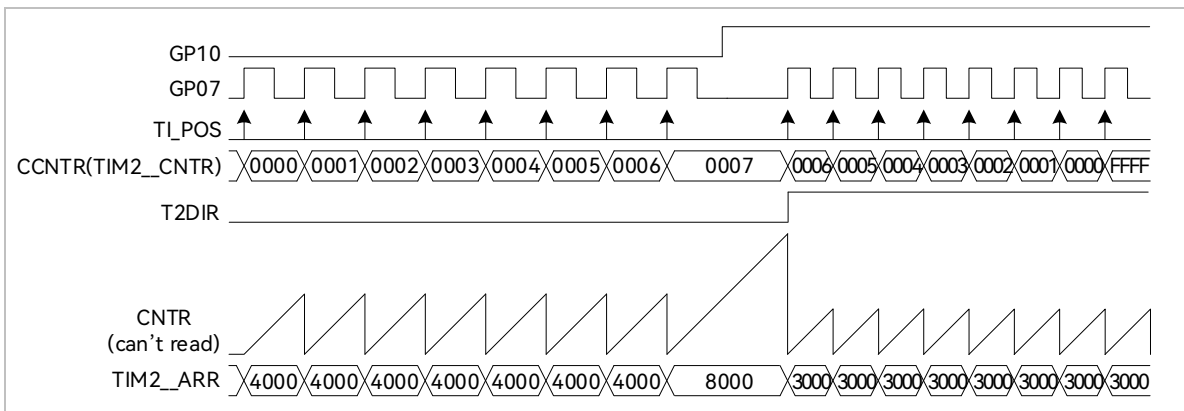 GP10
GP07
TI_POS
CCNTR(TIM2__CNTR) 0000 0001 0002 0003 0004 0005 0006 0007 0006 0005 0004 0003 0002 0001 0000 FFFF
T2DIR
CNTR
(can't read)
TIM2__ARR 4000 4000 4000 4000 4000 4000 4000 8000 3000 3000 3000 3000 3000 3000 3000 3000